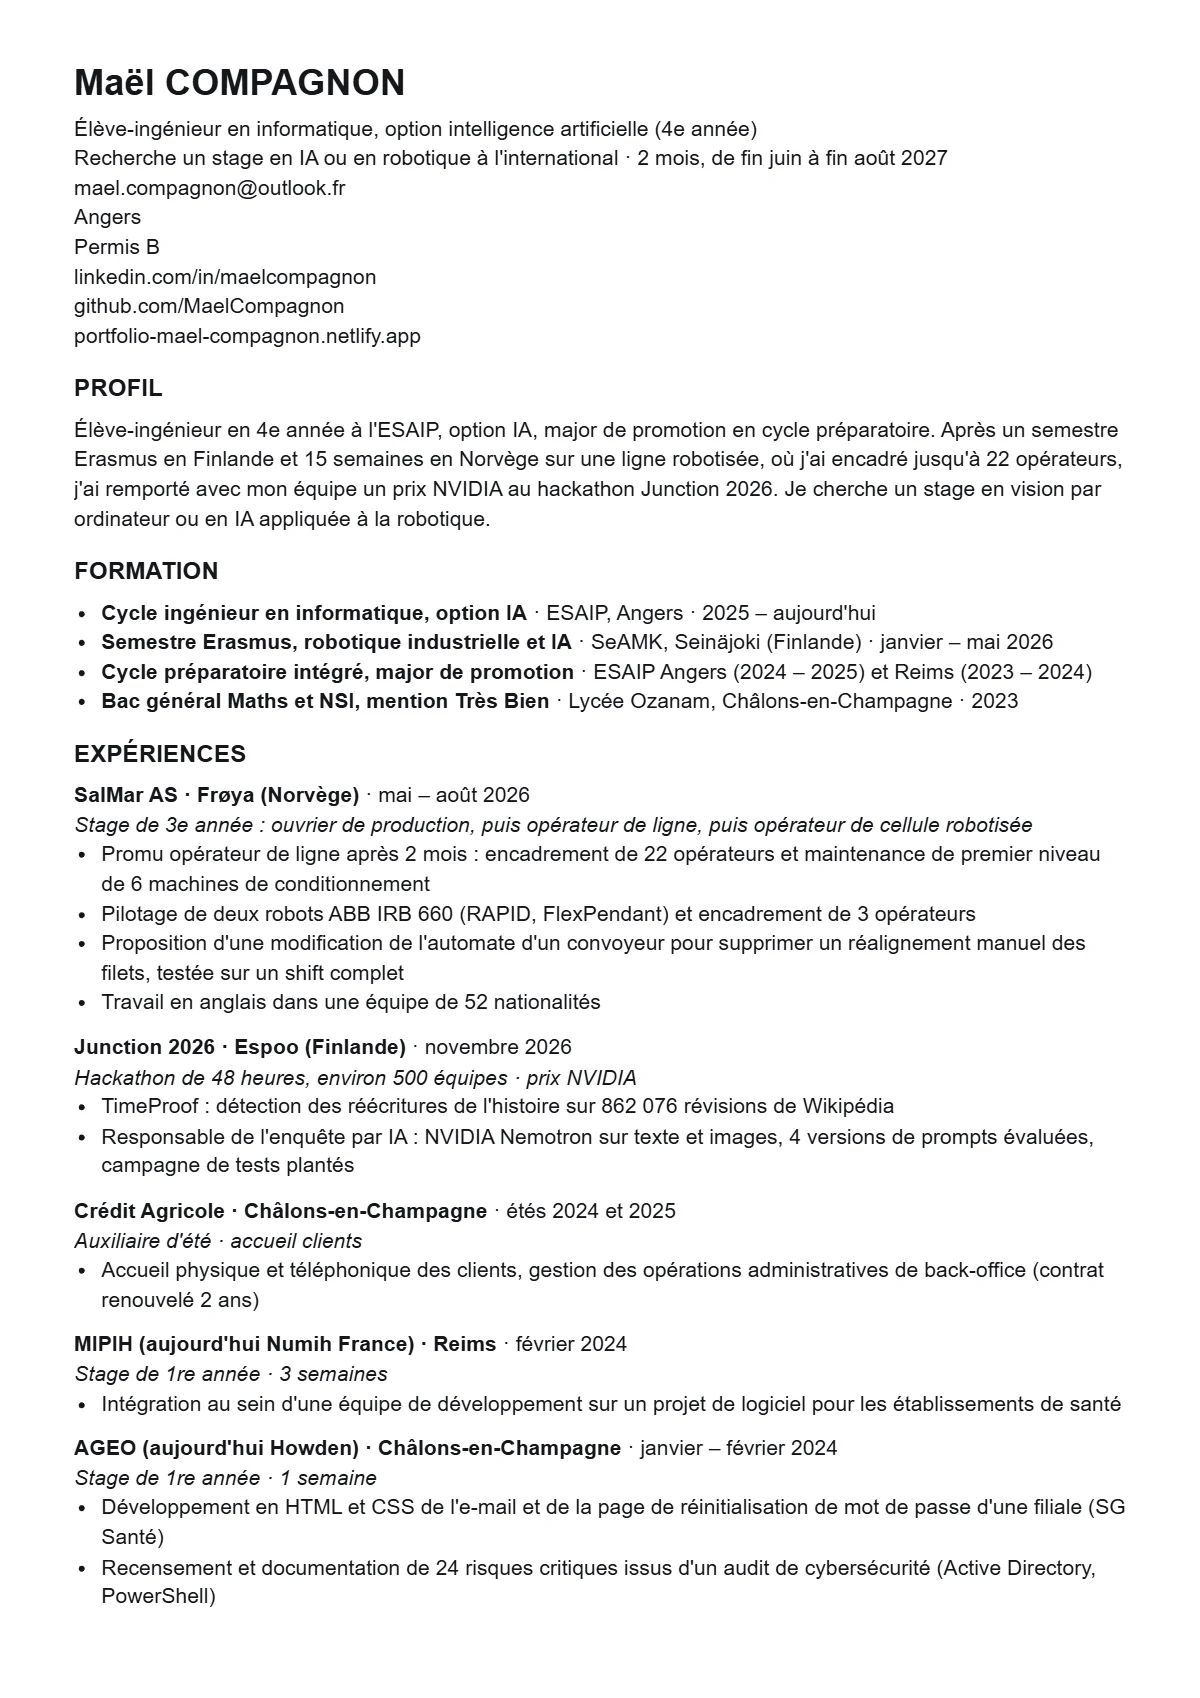 Maël COMPAGNON
Élève-ingénieur en informatique, option intelligence artificielle (4e année)
Recherche un stage en IA ou en robotique à l'international · 2 mois, de fin juin à fin août 2027
mael.compagnon@outlook.fr
Angers
Permis B
linkedin.com/in/maelcompagnon
github.com/MaelCompagnon
portfolio-mael-compagnon.netlify.app
PROFIL
Élève-ingénieur en 4e année à l'ESAIP, option IA, major de promotion en cycle préparatoire. Après un semestre
Erasmus en Finlande et 15 semaines en Norvège sur une ligne robotisée, où j'ai encadré jusqu'à 22 opérateurs,
j'ai remporté avec mon équipe un prix NVIDIA au hackathon Junction 2026. Je cherche un stage en vision par
ordinateur ou en IA appliquée à la robotique.
FORMATION
• Cycle ingénieur en informatique, option IA · ESAIP, Angers · 2025 – aujourd'hui
• Semestre Erasmus, robotique industrielle et IA · SeAMK, Seinäjoki (Finlande) · janvier – mai 2026
• Cycle préparatoire intégré, major de promotion · ESAIP Angers (2024 – 2025) et Reims (2023 – 2024)
• Bac général Maths et NSI, mention Très Bien · Lycée Ozanam, Châlons-en-Champagne · 2023
EXPÉRIENCES
SalMar AS · Frøya (Norvège) · mai – août 2026
Stage de 3e année : ouvrier de production, puis opérateur de ligne, puis opérateur de cellule robotisée
• Promu opérateur de ligne après 2 mois : encadrement de 22 opérateurs et maintenance de premier niveau
de 6 machines de conditionnement
• Pilotage de deux robots ABB IRB 660 (RAPID, FlexPendant) et encadrement de 3 opérateurs
• Proposition d'une modification de l'automate d'un convoyeur pour supprimer un réalignement manuel des
filets, testée sur un shift complet
• Travail en anglais dans une équipe de 52 nationalités
Junction 2026 · Espoo (Finlande) · novembre 2026
Hackathon de 48 heures, environ 500 équipes · prix NVIDIA
• TimeProof : détection des réécritures de l'histoire sur 862 076 révisions de Wikipédia
• Responsable de l'enquête par IA : NVIDIA Nemotron sur texte et images, 4 versions de prompts évaluées,
campagne de tests plantés
Crédit Agricole · Châlons-en-Champagne · étés 2024 et 2025
Auxiliaire d'été · accueil clients
• Accueil physique et téléphonique des clients, gestion des opérations administratives de back-office (contrat
renouvelé 2 ans)
MIPIH (aujourd'hui Numih France) · Reims · février 2024
Stage de 1re année · 3 semaines
• Intégration au sein d'une équipe de développement sur un projet de logiciel pour les établissements de santé
AGEO (aujourd'hui Howden) · Châlons-en-Champagne · janvier – février 2024
Stage de 1re année · 1 semaine
• Développement en HTML et CSS de l'e-mail et de la page de réinitialisation de mot de passe d'une filiale (SG
Santé)
• Recensement et documentation de 24 risques critiques issus d'un audit de cybersécurité (Active Directory,
PowerShell)